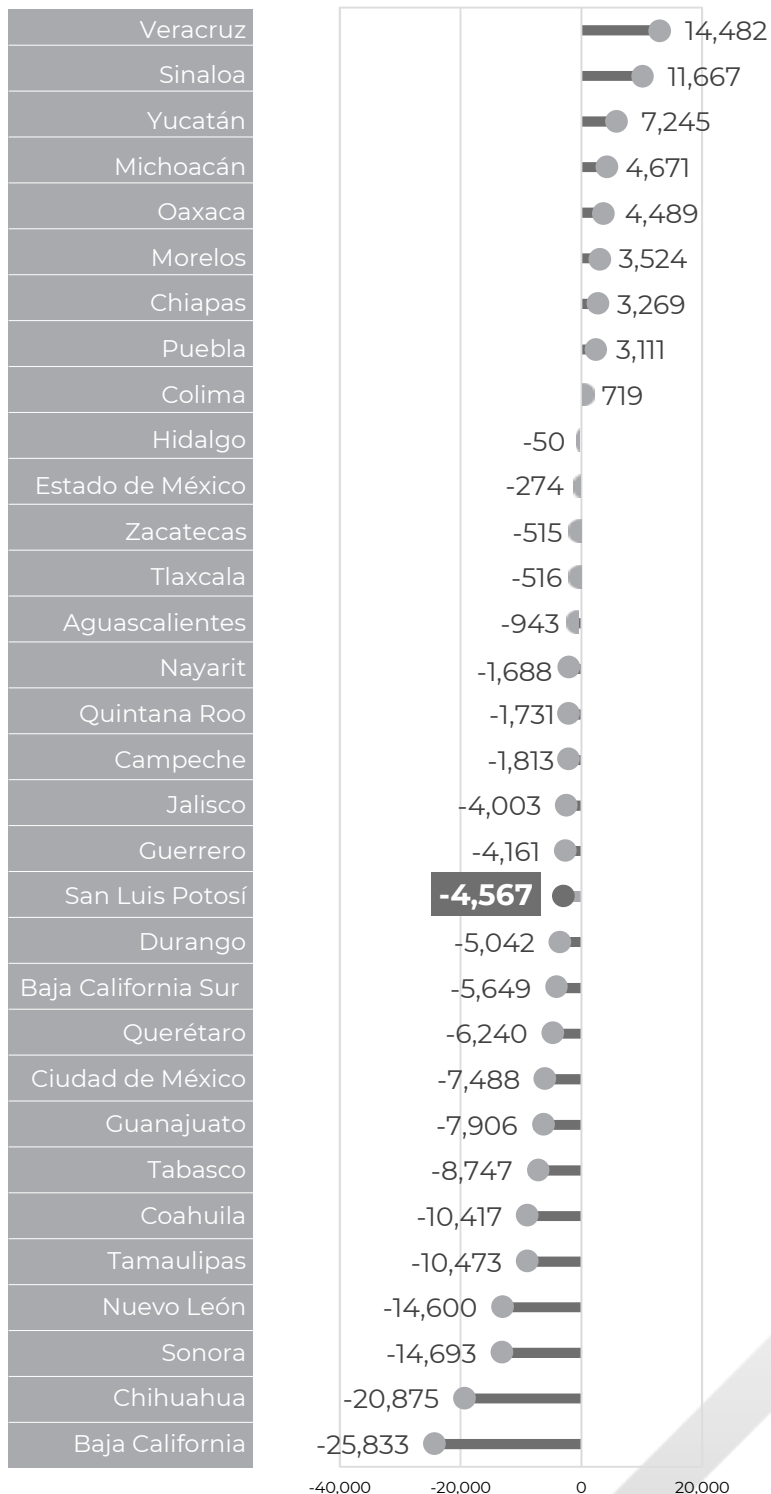 Veracruz 14,482
Sinaloa 11,667
Yucatán 7,245
Michoacán 4,671
Oaxaca 4,489
Morelos 3,524
Chiapas 3,269
Puebla 3,111
Colima 719
Hidalgo -50
Estado de México -274
Zacatecas -515
Tlaxcala -516
Aguascalientes -943
Nayarit -1,688
Quintana Roo -1,731
Campeche -1,813
Jalisco -4,003
Guerrero -4,161
San Luis Potosí -4,567
Durango -5,042
Baja California Sur -5,649
Querétaro -6,240
Ciudad de México -7,488
Guanajuato -7,906
Tabasco -8,747
Coahuila -10,417
Tamaulipas -10,473
Nuevo León -14,600
Sonora -14,693
Chihuahua -20,875
Baja California -25,833
-40,000 -20,000 0 20,000